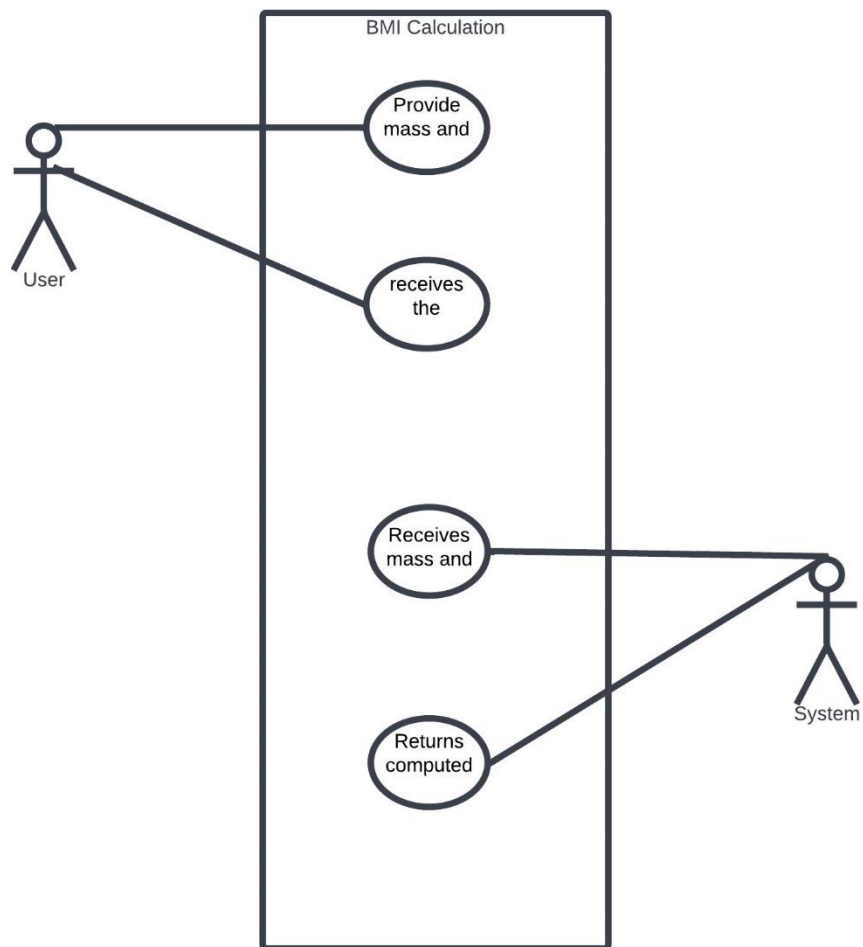 BMI Calculation
Provide
mass and
User
receives
the
Receives
mass and
System
Returns
computed